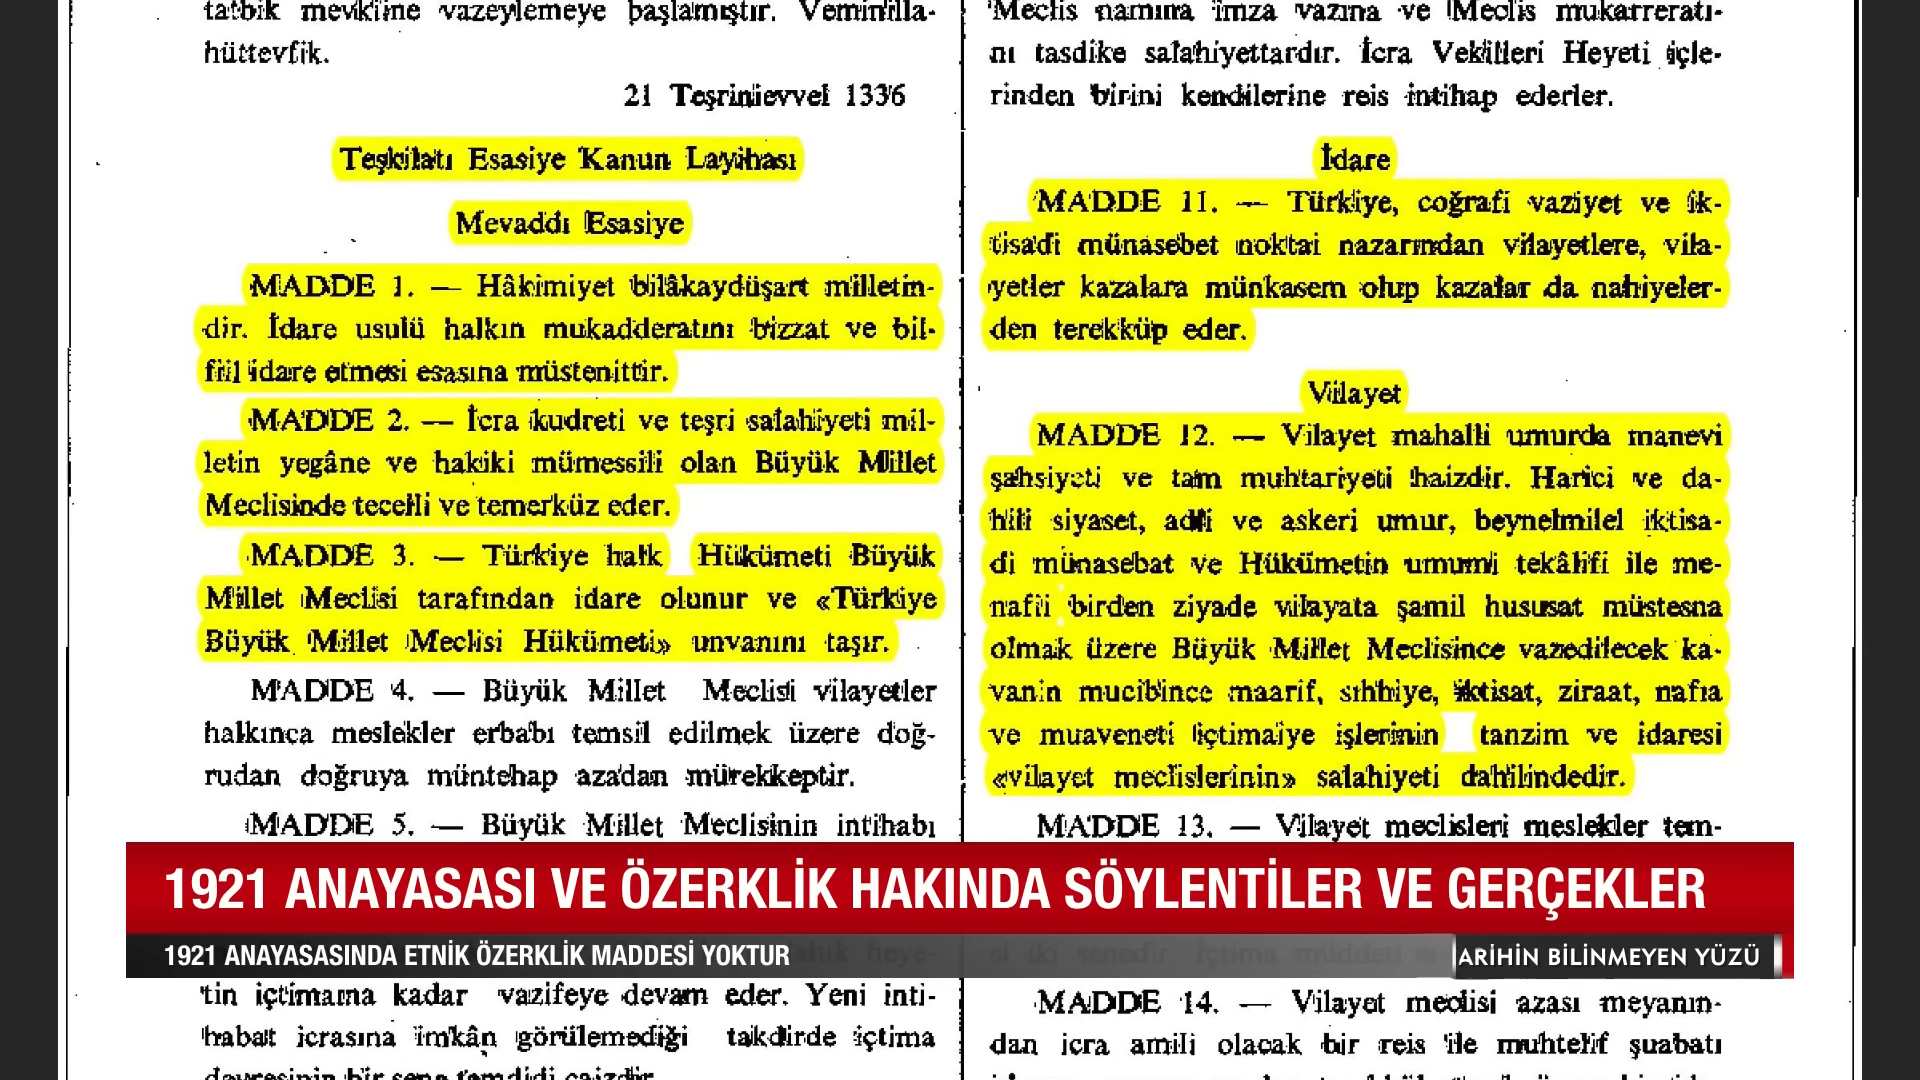 tatbik mevkiine vazeylemeye başlamıştır. Veminilla-
hüttevfik.
21 Teşrinievvel 1336
Teşkilatı Esasiye Kanun Layihası
Mevaddı Esasiye
MADDE 1. — Hâkimiyet bilâkaydüşart milletin-
dir. İdare usulü halkın mukadderatını bizzat ve bil-
fiil idare etmesi esasına müstenittir.
MADDE 2. — İcra kudreti ve teşri salahiyeti mil-
letin yegâne ve hakiki mümessili olan Büyük Millet
Meclisinde tecelli ve temerküz eder.
MADDE 3. — Türkiye halk Hükümeti Büyük
Millet Meclisi tarafından idare olunur ve «Türkiye
Büyük Millet Meclisi Hükümeti» unvanını taşır.
MADDE 4. — Büyük Millet Meclisi vilayetler
halkınca meslekler erbabı temsil edilmek üzere doğ-
rudan doğruya müntehap azadan mürekkeptir.
MADDE 5. — Büyük Millet Meclisinin intihabı
tin içtimama kadar vazifeye devam eder. Yeni inti-
habat icrasına imkân görülemediği takdirde içtima
devresinin bir sene temdidi caizdir.
Meclis namına imza vazına ve Meclis mukarreratı-
nı tasdike salahiyettardır. İcra Vekilleri Heyeti içle-
rinden birini kendilerine reis intihap ederler.
İdare
MADDE 11. — Türkiye, coğrafi vaziyet ve ik-
tisadi münasebet noktai nazarından vilayetlere, vila-
yetler kazalara münkasem olup kazalar da nahiyeler-
den terekküp eder.
Vilayet
MADDE 12. — Vilayet mahalli umurda manevi
şahsiyeti ve tam muhtariyeti haizdir. Harici ve da-
hili siyaset, adli ve askeri umur, beynelmilel iktisa-
di münasebat ve Hükümetin umumi tekâlifi ile me-
nafii birden ziyade vilayata şamil hususat müstesna
olmak üzere Büyük Millet Meclisince vazedilecek ka-
vanin mucibince maarif, sıhhiye, iktisat, ziraat, nafıa
ve muaveneti içtimaiye işlerinin tanzim ve idaresi
«vilayet meclislerinin» salahiyeti dahilindedir.
MADDE 13. — Vilayet meclisleri meslekler tem-
si iki senedir. İçtima müddeti
MADDE 14. — Vilayet meclisi azası meyanın-
dan icra amili olacak bir reis ile muhtelif şuabatı
1921 ANAYASASI VE ÖZERKLİK HAKINDA SÖYLENTİLER VE GERÇEKLER
1921 ANAYASASINDA ETNİK ÖZERKLİK MADDESİ YOKTUR
ARİHİN BİLİNMEYEN YÜZÜ